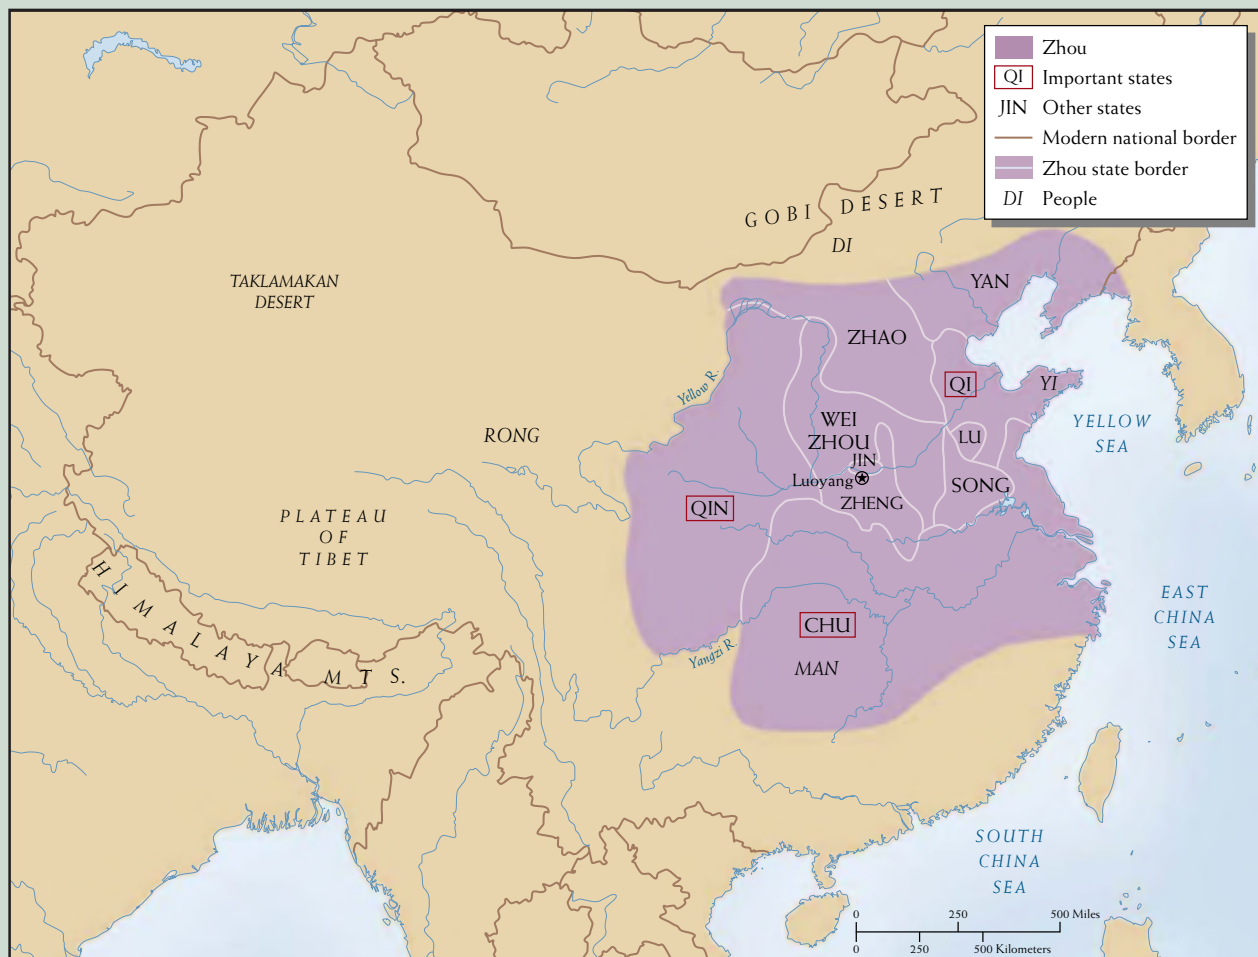 Zhou
QI Important states
JIN Other states
Modern national border
Zhou state border
DI People
GOBI DESERT
DI
TAKLAMAKAN
DESERT
YAN
ZHAO
QI
YI
Yellow R.
YELLOW
SEA
WEI
ZHOU
LU
RONG
JIN
Luoyang
SONG
QIN
ZHENG
PLATEAU
OF
TIBET
HIMALAYA MTS.
EAST
CHINA
SEA
CHU
Yangzi R.
MAN
SOUTH
CHINA
SEA
0 250 500 Miles
0 250 500 Kilometers